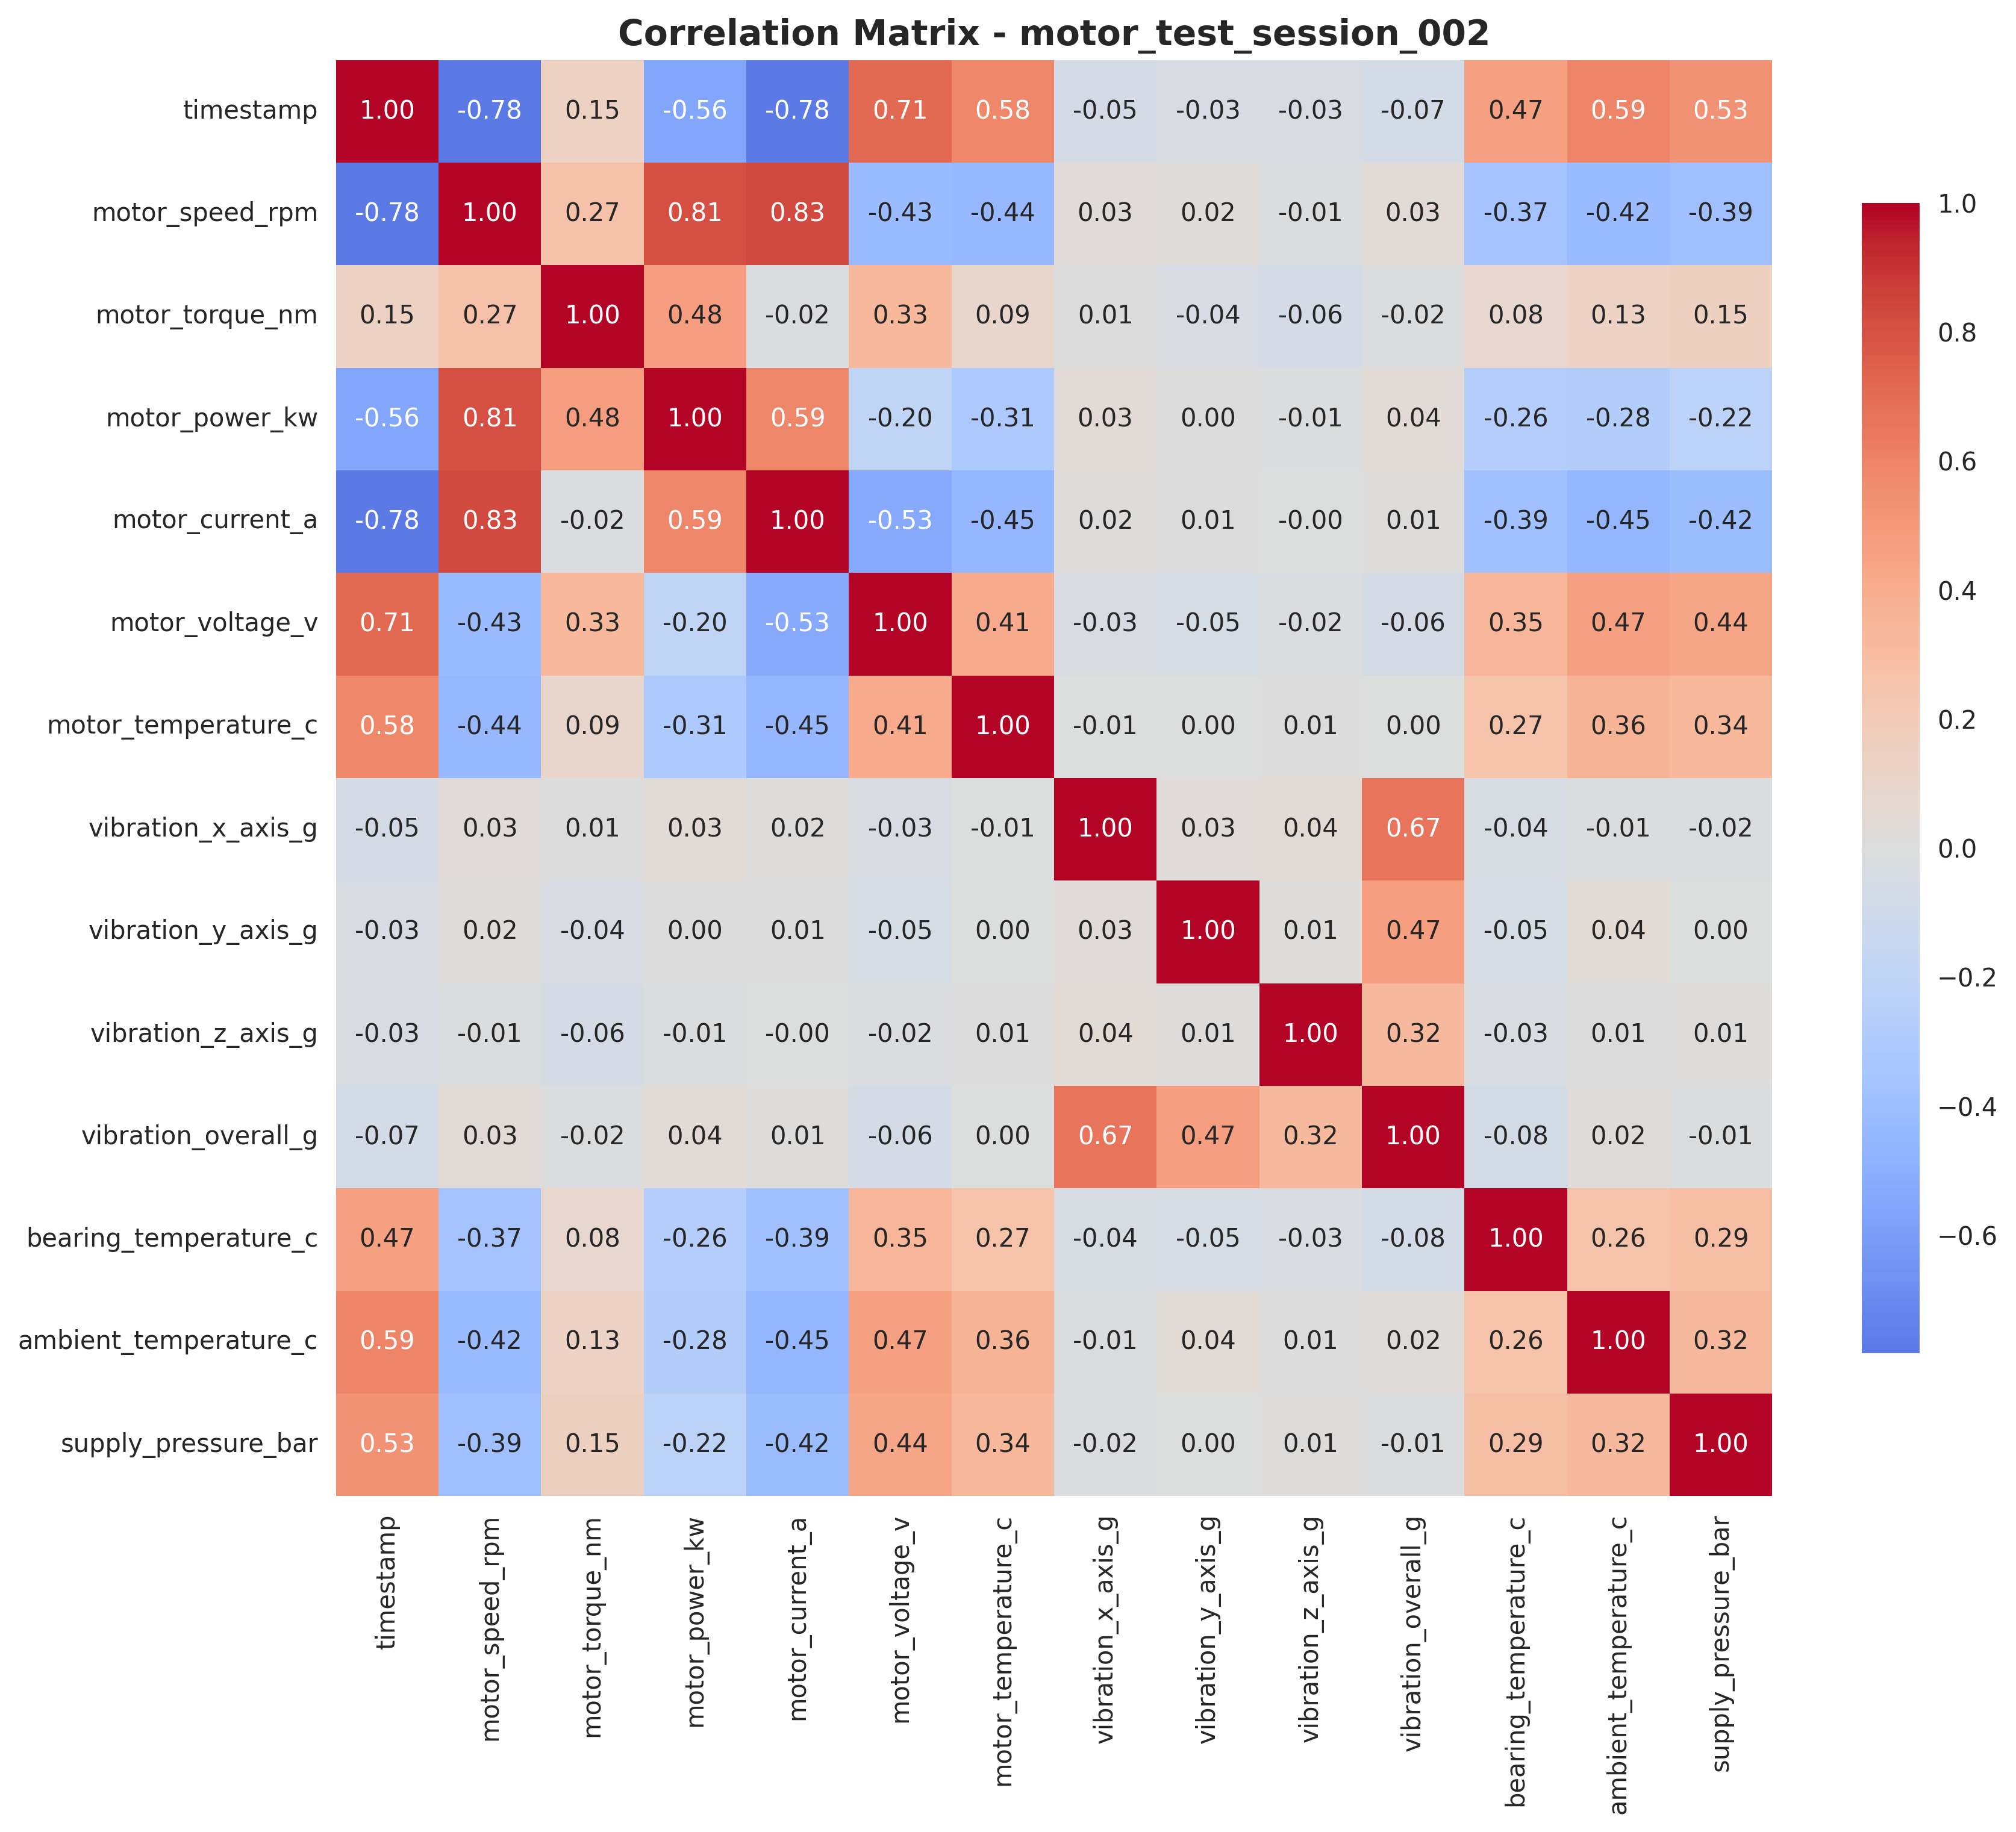 Correlation Matrix - motor_test_session_002
timestamp 1.00 -0.78 0.15 -0.56 -0.78 0.71 0.58 -0.05 -0.03 -0.03 -0.07 0.47 0.59 0.53
motor_speed_rpm -0.78 1.00 0.27 0.81 0.83 -0.43 -0.44 0.03 0.02 -0.01 0.03 -0.37 -0.42 -0.39
motor_torque_nm 0.15 0.27 1.00 0.48 -0.02 0.33 0.09 0.01 -0.04 -0.06 -0.02 0.08 0.13 0.15
motor_power_kw -0.56 0.81 0.48 1.00 0.59 -0.20 -0.31 0.03 0.00 -0.01 0.04 -0.26 -0.28 -0.22
motor_current_a -0.78 0.83 -0.02 0.59 1.00 -0.53 -0.45 0.02 0.01 -0.00 0.01 -0.39 -0.45 -0.42
motor_voltage_v 0.71 -0.43 0.33 -0.20 -0.53 1.00 0.41 -0.03 -0.05 -0.02 -0.06 0.35 0.47 0.44
motor_temperature_c 0.58 -0.44 0.09 -0.31 -0.45 0.41 1.00 -0.01 0.00 0.01 0.00 0.27 0.36 0.34
vibration_x_axis_g -0.05 0.03 0.01 0.03 0.02 -0.03 -0.01 1.00 0.03 0.04 0.67 -0.04 -0.01 -0.02
vibration_y_axis_g -0.03 0.02 -0.04 0.00 0.01 -0.05 0.00 0.03 1.00 0.01 0.47 -0.05 0.04 0.00
vibration_z_axis_g -0.03 -0.01 -0.06 -0.01 -0.00 -0.02 0.01 0.04 0.01 1.00 0.32 -0.03 0.01 0.01
vibration_overall_g -0.07 0.03 -0.02 0.04 0.01 -0.06 0.00 0.67 0.47 0.32 1.00 -0.08 0.02 -0.01
bearing_temperature_c 0.47 -0.37 0.08 -0.26 -0.39 0.35 0.27 -0.04 -0.05 -0.03 -0.08 1.00 0.26 0.29
ambient_temperature_c 0.59 -0.42 0.13 -0.28 -0.45 0.47 0.36 -0.01 0.04 0.01 0.02 0.26 1.00 0.32
supply_pressure_bar 0.53 -0.39 0.15 -0.22 -0.42 0.44 0.34 -0.02 0.00 0.01 -0.01 0.29 0.32 1.00
timestamp
motor_speed_rpm
motor_torque_nm
motor_power_kw
motor_current_a
motor_voltage_v
motor_temperature_c
vibration_x_axis_g
vibration_y_axis_g
vibration_z_axis_g
vibration_overall_g
bearing_temperature_c
ambient_temperature_c
supply_pressure_bar
1.0
0.8
0.6
0.4
0.2
0.0
−0.2
−0.4
−0.6